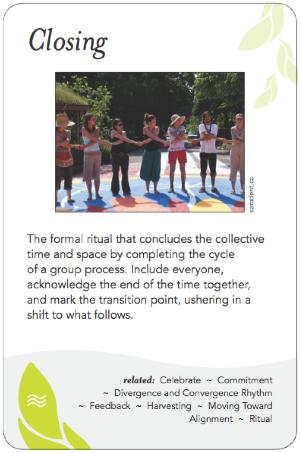 Closing
saradent.ca
The formal ritual that concludes the collective
time and space by completing the cycle
of a group process. Include everyone,
acknowledge the end of the time together,
and mark the transition point, ushering in a
shift to what follows.
related: Celebrate ~ Commitment
~ Divergence and Convergence Rhythm
~ Feedback ~ Harvesting ~ Moving Toward
Alignment ~ Ritual